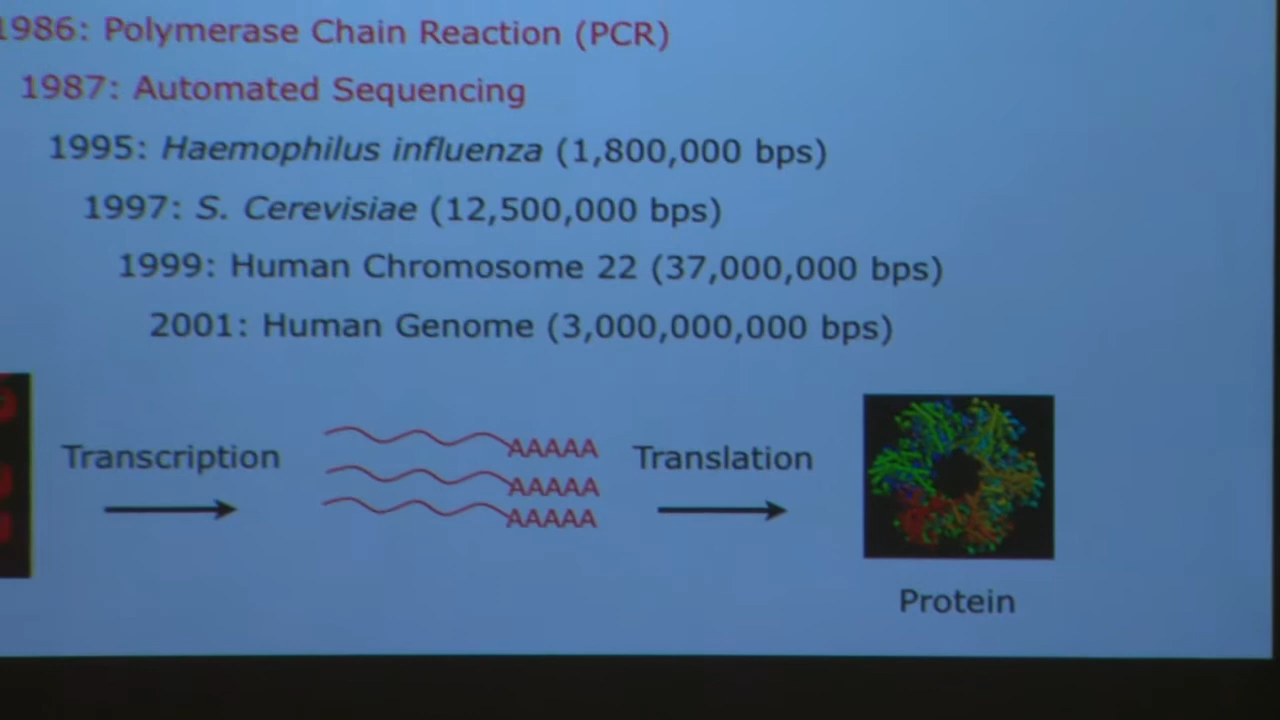 1986: Polymerase Chain Reaction (PCR)
1987: Automated Sequencing
1995: Haemophilus influenza (1,800,000 bps)
1997: S. Cerevisiae (12,500,000 bps)
1999: Human Chromosome 22 (37,000,000 bps)
2001: Human Genome (3,000,000,000 bps)
Transcription
AAAAA
AAAAA
AAAAA
Translation
Protein